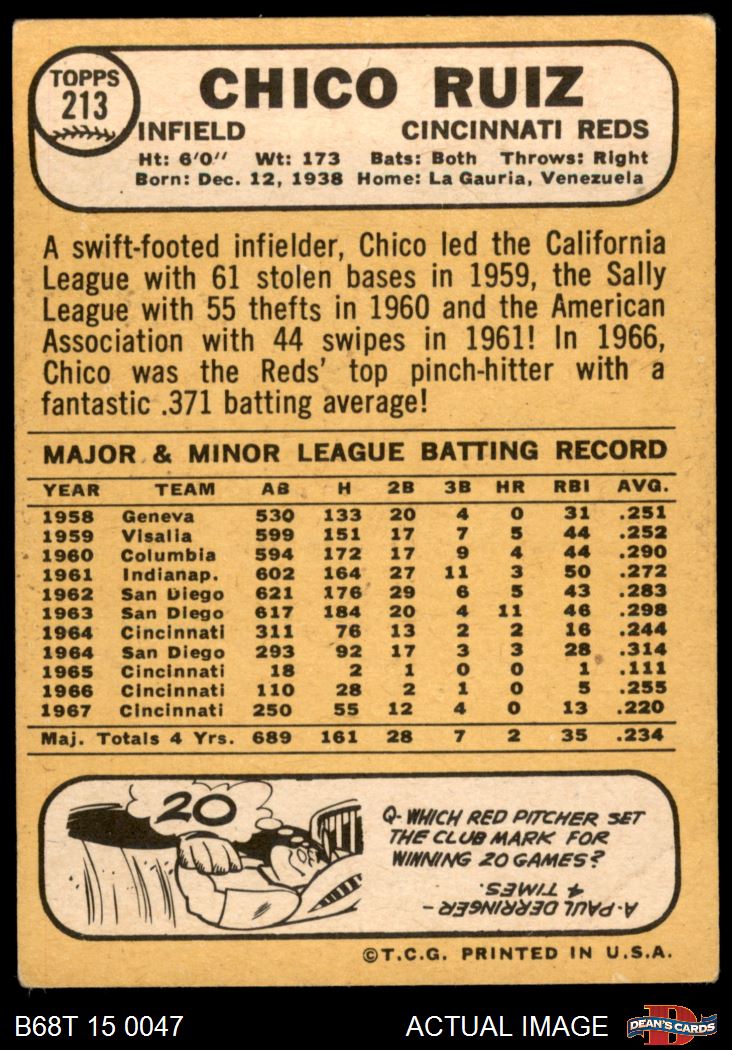 TOPPS
213
CHICO RUIZ
INFIELD CINCINNATI REDS
Ht: 6'0" Wt: 173 Bats: Both Throws: Right
Born: Dec. 12, 1938 Home: La Gauria, Venezuela
A swift-footed infielder, Chico led the California
League with 61 stolen bases in 1959, the Sally
League with 55 thefts in 1960 and the American
Association with 44 swipes in 1961! In 1966,
Chico was the Reds' top pinch-hitter with a
fantastic .371 batting average!
MAJOR & MINOR LEAGUE BATTING RECORD
YEAR TEAM AB H 2B 3B HR RBI AVG.
1958 Geneva 530 133 20 4 0 31 .251
1959 Visalia 599 151 17 7 5 44 .252
1960 Columbia 594 172 17 9 4 44 .290
1961 Indianap. 602 164 27 11 3 50 .272
1962 San Diego 621 176 29 6 5 43 .283
1963 San Diego 617 184 20 4 11 46 .298
1964 Cincinnati 311 76 13 2 2 16 .244
1964 San Diego 293 92 17 3 3 28 .314
1965 Cincinnati 18 2 1 0 0 1 .111
1966 Cincinnati 110 28 2 1 0 5 .255
1967 Cincinnati 250 55 12 4 0 13 .220
Maj. Totals 4 Yrs. 689 161 28 7 2 35 .234
20
Q- WHICH RED PITCHER SET
THE CLUB MARK FOR
WINNING 20 GAMES?
A- PAUL DERRINGER -
4 TIMES.
©T.C.G. PRINTED IN U.S.A.
B68T 15 0047 ACTUAL IMAGE
D
DEAN'S CARDS